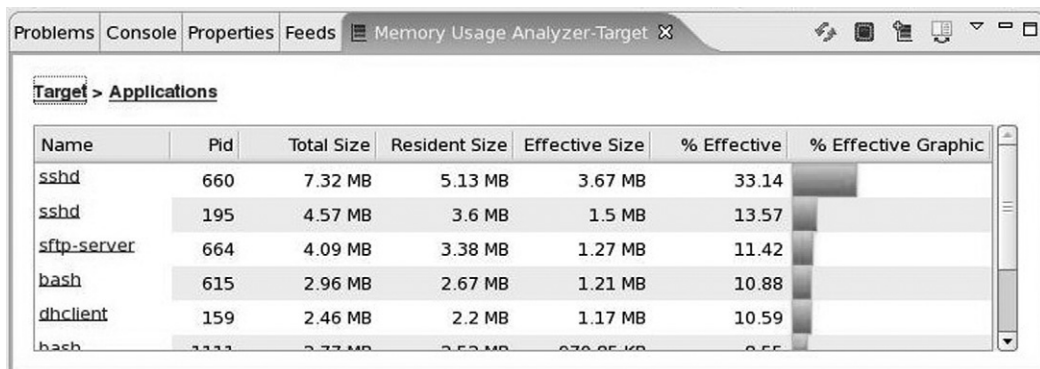 Problems Console Properties Feeds Memory Usage Analyzer-Target
Target > Applications
Name Pid Total Size Resident Size Effective Size % Effective % Effective Graphic
sshd 660 7.32 MB 5.13 MB 3.67 MB 33.14
sshd 195 4.57 MB 3.6 MB 1.5 MB 13.57
sftp-server 664 4.09 MB 3.38 MB 1.27 MB 11.42
bash 615 2.96 MB 2.67 MB 1.21 MB 10.88
dhclient 159 2.46 MB 2.2 MB 1.17 MB 10.59
bash